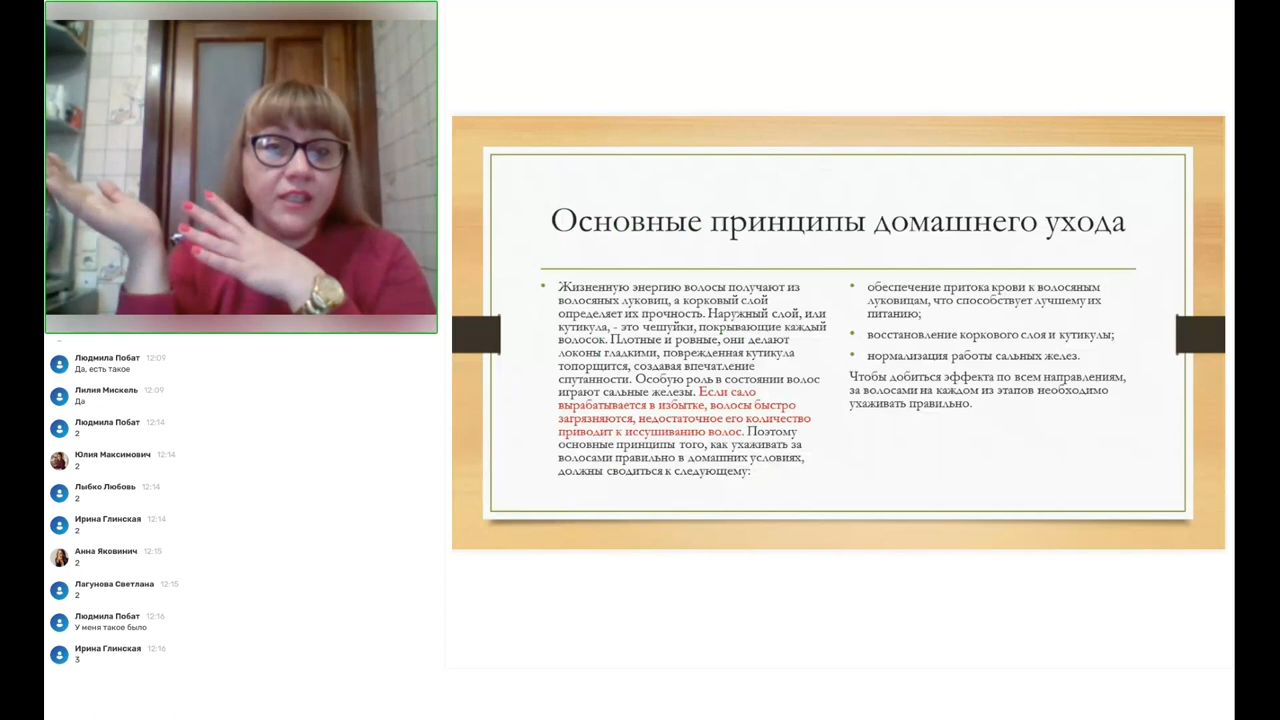 Людмила Побат 12:09
Да, есть такое
Лилия Мискель 12:09
Да
Людмила Побат 12:14
2
Юлия Максимович 12:14
2
Лыбко Любовь 12:14
2
Ирина Глинская 12:14
2
Анна Яковинич 12:15
2
Лагунова Светлана 12:15
2
Людмила Побат 12:16
У меня такое было
Ирина Глинская 12:16
3
Основные принципы домашнего ухода
• Жизненную энергию волосы получают из
волосяных луковиц, а корковый слой
определяет их прочность. Наружный слой, или
кутикула, - это чешуйки, покрывающие каждый
волосок. Плотные и ровные, они делают
локоны гладкими, поврежденная кутикула
топорщится, создавая впечатление
спутанности. Особую роль в состоянии волос
играют сальные железы. Если сало
вырабатывается в избытке, волосы быстро
загрязняются, недостаточное его количество
приводит к иссушиванию волос. Поэтому
основные принципы того, как ухаживать за
волосами правильно в домашних условиях,
должны сводиться к следующему:
• обеспечение притока крови к волосяным
луковицам, что способствует лучшему их
питанию;
• восстановление коркового слоя и кутикулы;
• нормализация работы сальных желез.
Чтобы добиться эффекта по всем направлениям,
за волосами на каждом из этапов необходимо
ухаживать правильно.